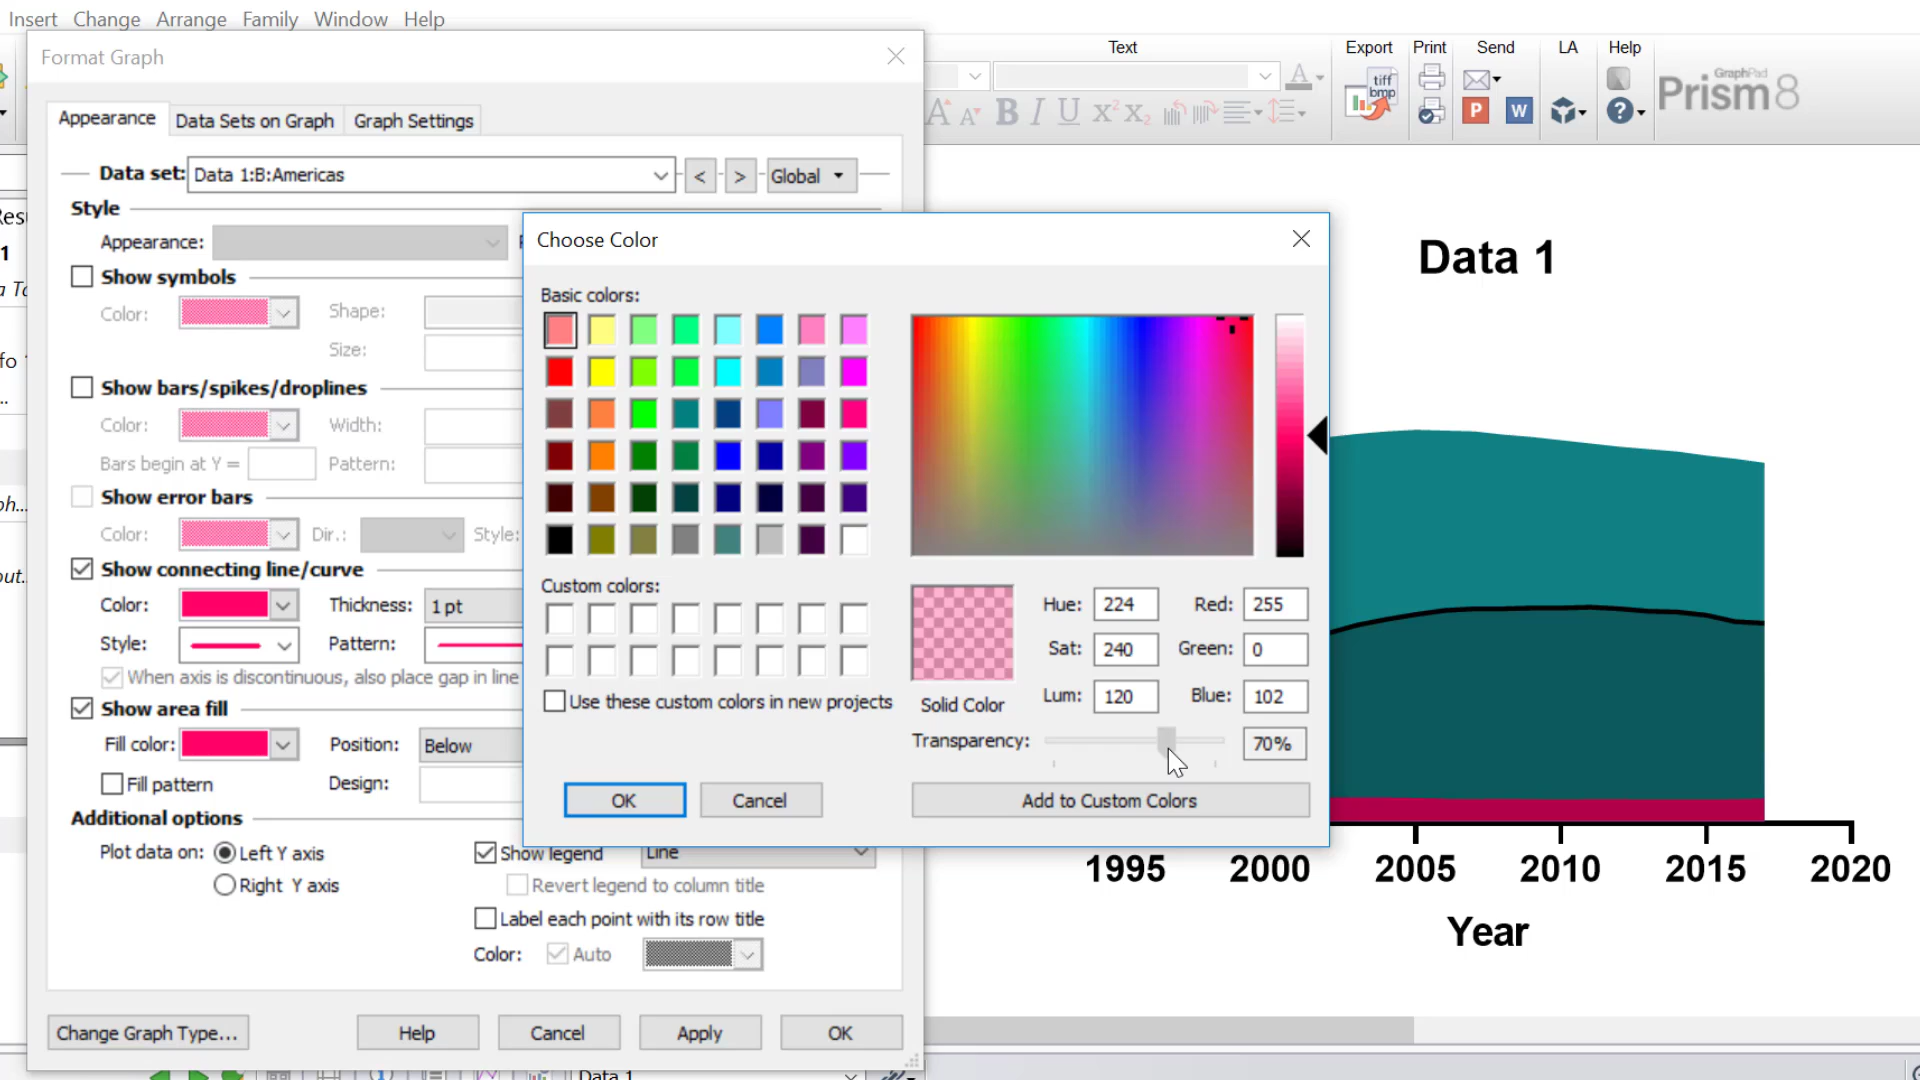 Insert Change Arrange Family Window Help
Format Graph
Text Export Print Send LA Help
tiff
bmp
GraphPad
Prism 8
A A B I U X² X₂
P W ?
Appearance Data Sets on Graph Graph Settings
Data set: Data 1:B:Americas < > Global
Style
Appearance:
Choose Color
Data 1
Show symbols
Color: Shape:
Size:
Basic colors:
Show bars/spikes/droplines
Color: Width:
Bars begin at Y = Pattern:
Show error bars
Color: Dir.: Style:
Show connecting line/curve
Color: Thickness: 1 pt
Style: Pattern:
When axis is discontinuous, also place gap in line
Custom colors:
Hue: 224 Red: 255
Sat: 240 Green: 0
Lum: 120 Blue: 102
Use these custom colors in new projects
Solid Color
Transparency: 70%
OK Cancel Add to Custom Colors
Show area fill
Fill color: Position: Below
Fill pattern Design:
Additional options
Plot data on: Left Y axis Show legend Line
Right Y axis Revert legend to column title
Label each point with its row title
Color: Auto
1995 2000 2005 2010 2015 2020
Year
Change Graph Type... Help Cancel Apply OK
Data 1